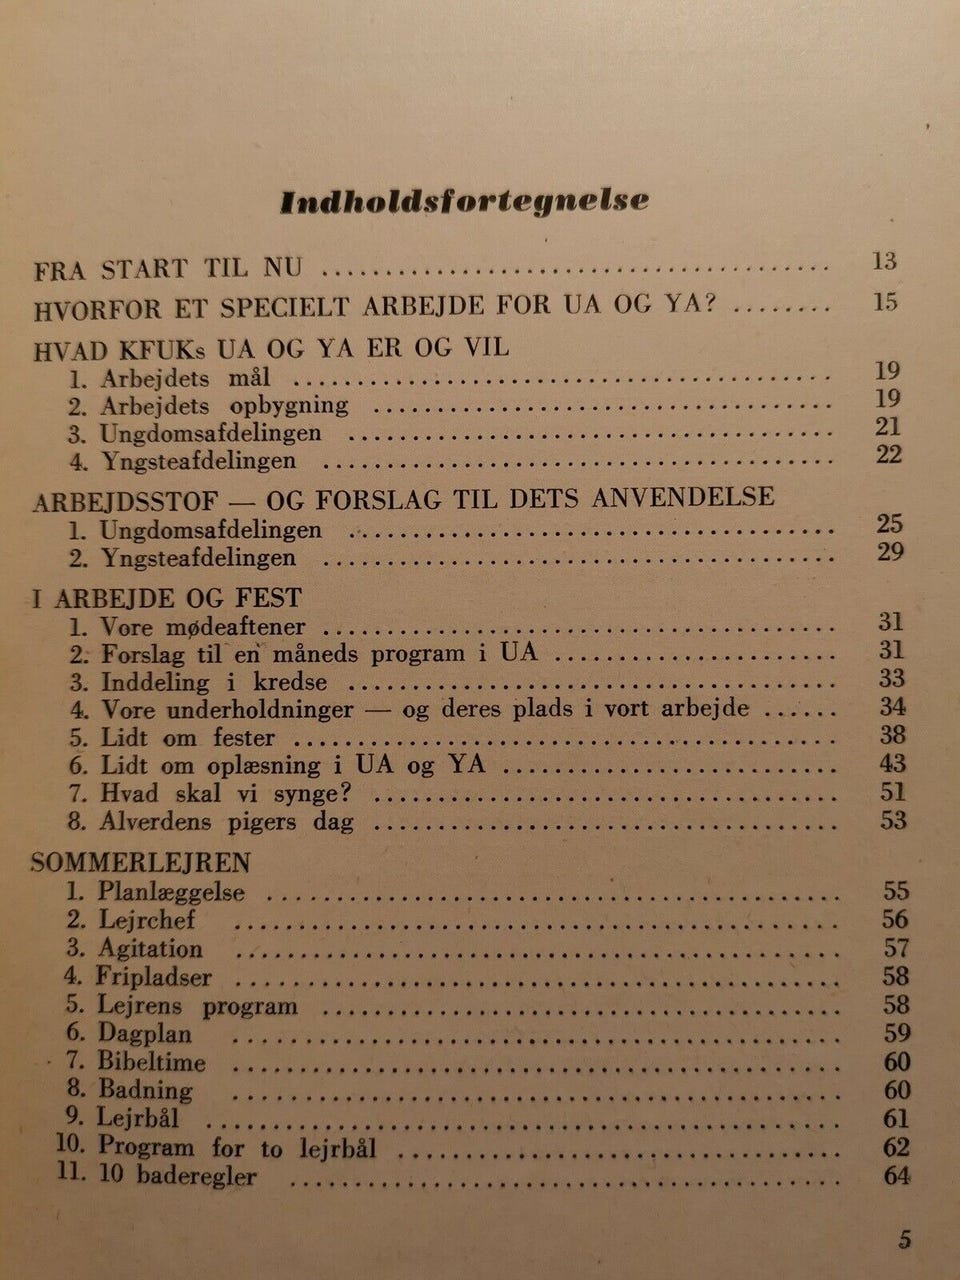 Indholdsfortegnelse
FRA START TIL NU ........................................ 13
HVORFOR ET SPECIELT ARBEJDE FOR UA OG YA? ........ 15
HVAD KFUKs UA OG YA ER OG VIL
1. Arbejdets mål .......................................... 19
2. Arbejdets opbygning .................................... 19
3. Ungdomsafdelingen ...................................... 21
4. Yngsteafdelingen ........................................ 22
ARBEJDSSTOF — OG FORSLAG TIL DETS ANVENDELSE
1. Ungdomsafdelingen ...................................... 25
2. Yngsteafdelingen ........................................ 29
I ARBEJDE OG FEST
1. Vore mødeaftener ........................................ 31
2. Forslag til en måneds program i UA ...................... 31
3. Inddeling i kredse ...................................... 33
4. Vore underholdninger — og deres plads i vort arbejde ...... 34
5. Lidt om fester .......................................... 38
6. Lidt om oplæsning i UA og YA .......................... 43
7. Hvad skal vi synge? .................................... 51
8. Alverdens pigers dag .................................... 53
SOMMERLEJREN
1. Planlæggelse ............................................ 55
2. Lejrchef ................................................ 56
3. Agitation ................................................ 57
4. Fripladser .............................................. 58
5. Lejrens program ........................................ 58
6. Dagplan ................................................ 59
7. Bibeltime ................................................ 60
8. Badning ................................................ 60
9. Lejrbål .................................................. 61
10. Program for to lejrbål .................................. 62
11. 10 baderegler .......................................... 64
5